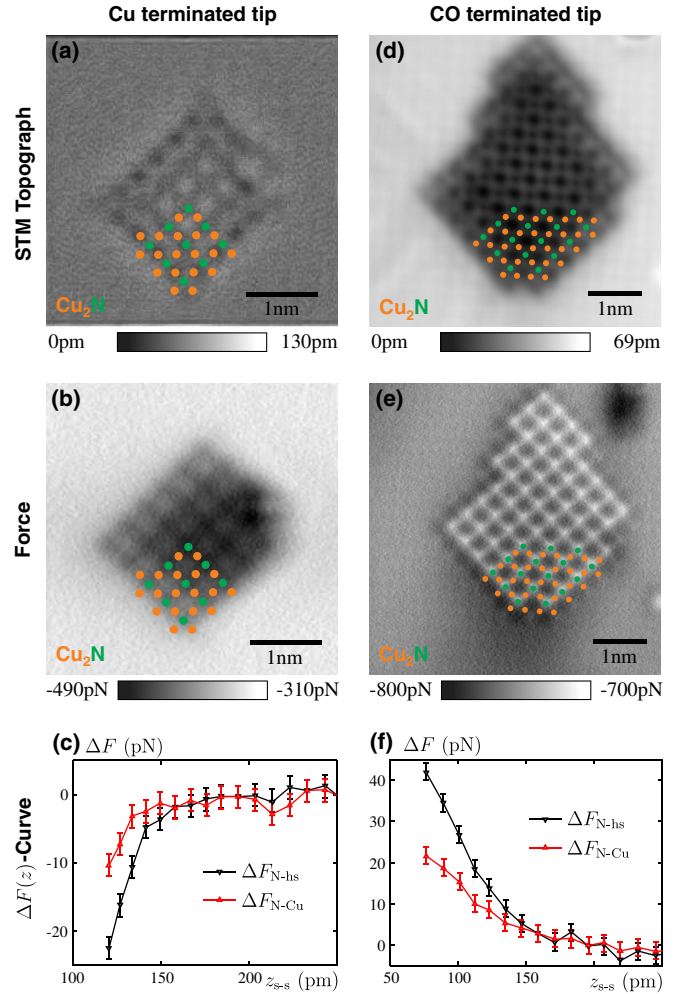 Cu terminated tip
CO terminated tip
STM Topograph
(a)
Cu2N
1nm
0pm 130pm
(d)
Cu2N
1nm
0pm 69pm
Force
(b)
Cu2N
1nm
-490pN -310pN
(e)
Cu2N
1nm
-800pN -700pN
ΔF(z)-Curve
(c) ΔF (pN)
0
-10
-20
ΔFN-hs
ΔFN-Cu
100 150 200 zs-s (pm)
(f) ΔF (pN)
40
30
20
10
0
ΔFN-hs
ΔFN-Cu
50 100 150 zs-s (pm)